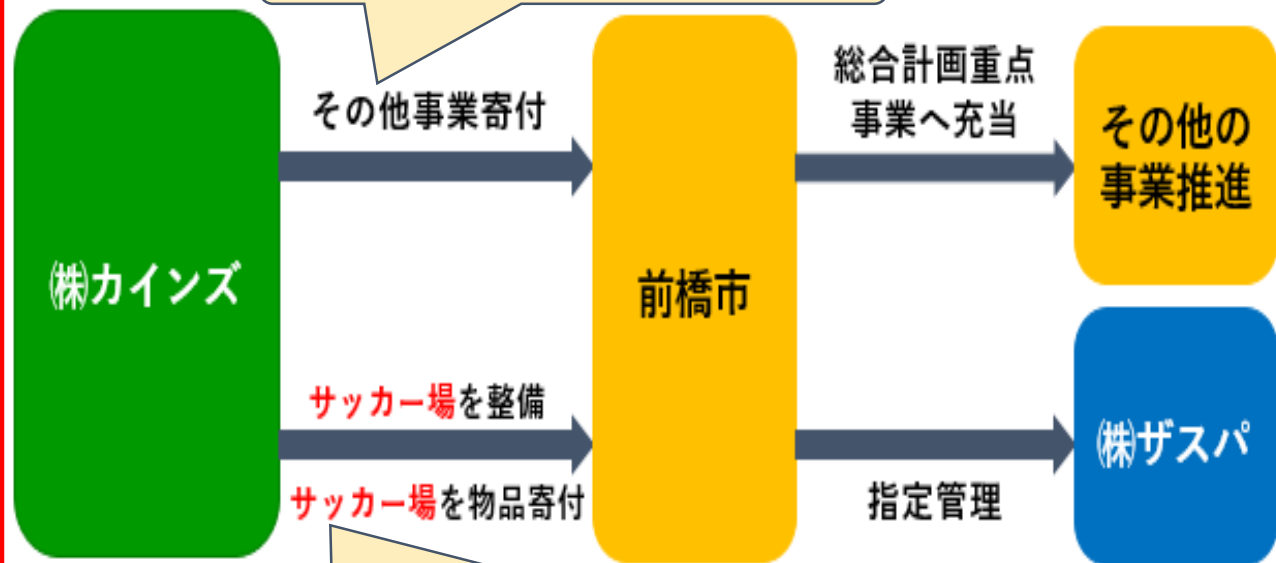 ㈱カインズ
その他事業寄付
サッカー場を整備
サッカー場を物品寄付
前橋市
総合計画重点
事業へ充当
指定管理
その他の
事業推進
㈱ザスパ